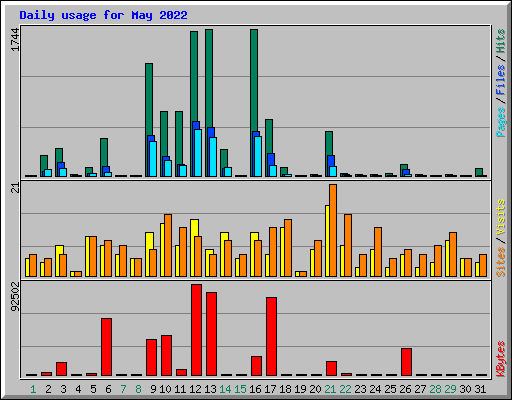 Daily usage for May 2022
1744
Pages / Files / Hits
21
Sites / Visits
92502
KBytes
1 2 3 4 5 6 7 8 9 10 11 12 13 14 15 16 17 18 19 20 21 22 23 24 25 26 27 28 29 30 31